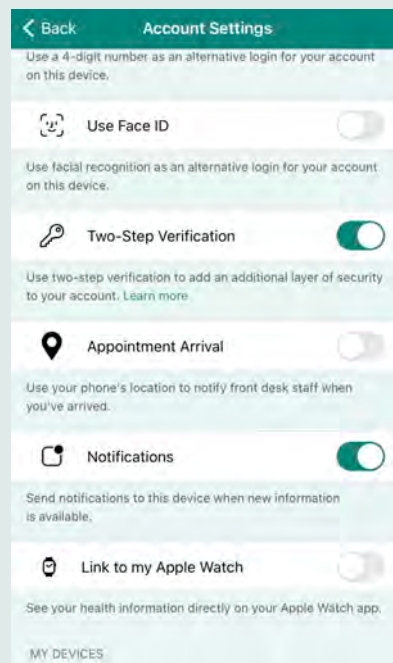 Back
Account Settings
Use a 4-digit number as an alternative login for your account
on this device.
Use Face ID
Use facial recognition as an alternative login for your account
on this device.
Two-Step Verification
Use two-step verification to add an additional layer of security
to your account. Learn more
Appointment Arrival
Use your phone's location to notify front desk staff when
you've arrived.
Notifications
Send notifications to this device when new information
is available.
Link to my Apple Watch
See your health information directly on your Apple Watch app.
MY DEVICES